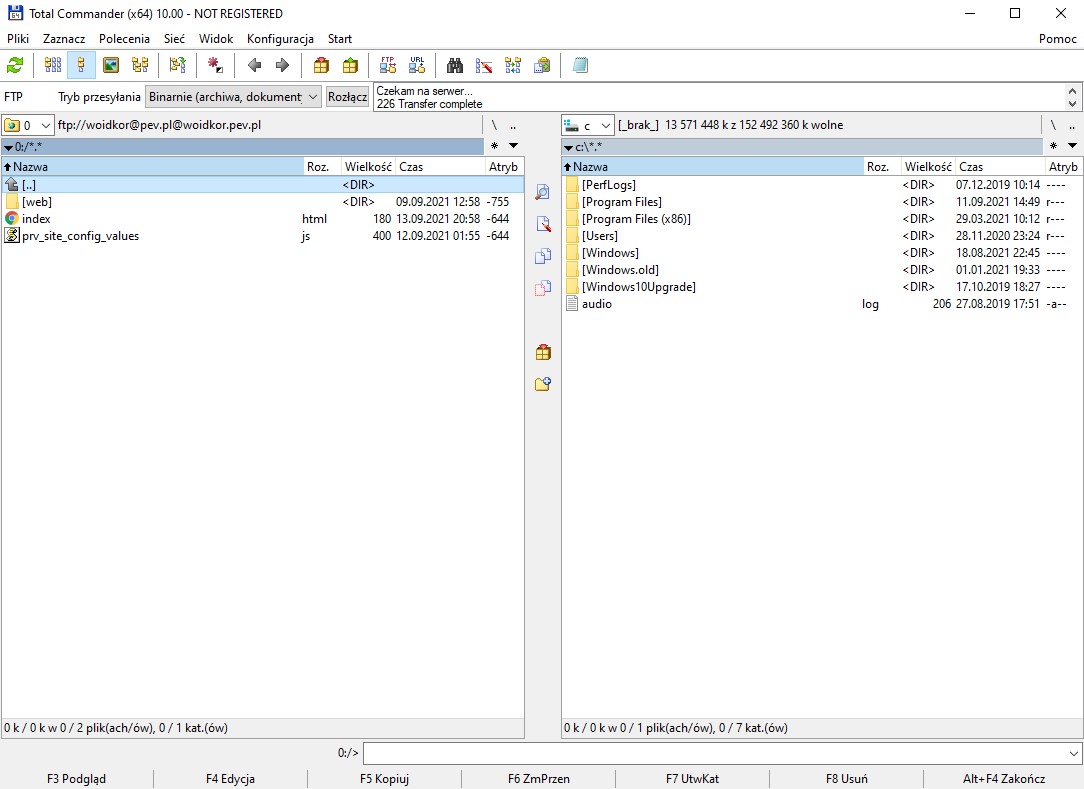 Total Commander (x64) 10.00 - NOT REGISTERED
Pliki Zaznacz Polecenia Sieć Widok Konfiguracja Start Pomoc
FTP URL
FTP Tryb przesyłania Binarnie (archiwa, dokument Rozłącz Czekam na serwer...
226 Transfer complete
0 ftp://woidkor@pev.pl@woidkor.pev.pl \ .. c [_brak_] 13 571 448 k z 152 492 360 k wolne \ ..
0:/*.* * c:\*.* *
Nazwa Roz. Wielkość Czas Atryb
[..] <DIR>
[web] <DIR> 09.09.2021 12:58 -755
index html 180 13.09.2021 20:58 -644
prv_site_config_values js 400 12.09.2021 01:55 -644
0 k / 0 k w 0 / 2 plik(ach/ów), 0 / 1 kat.(ów)
Nazwa Roz. Wielkość Czas Atryb
[PerfLogs] <DIR> 07.12.2019 10:14 ----
[Program Files] <DIR> 11.09.2021 14:49 r---
[Program Files (x86)] <DIR> 29.03.2021 10:12 r---
[Users] <DIR> 28.11.2020 23:24 r---
[Windows] <DIR> 18.08.2021 22:45 ----
[Windows.old] <DIR> 01.01.2021 19:33 ----
[Windows10Upgrade] <DIR> 17.10.2019 18:27 ----
audio log 206 27.08.2019 17:51 -a--
0 k / 0 k w 0 / 1 plik(ach/ów), 0 / 7 kat.(ów)
0:/>
F3 Podgląd F4 Edycja F5 Kopiuj F6 ZmPrzen F7 UtwKat F8 Usuń Alt+F4 Zakończ